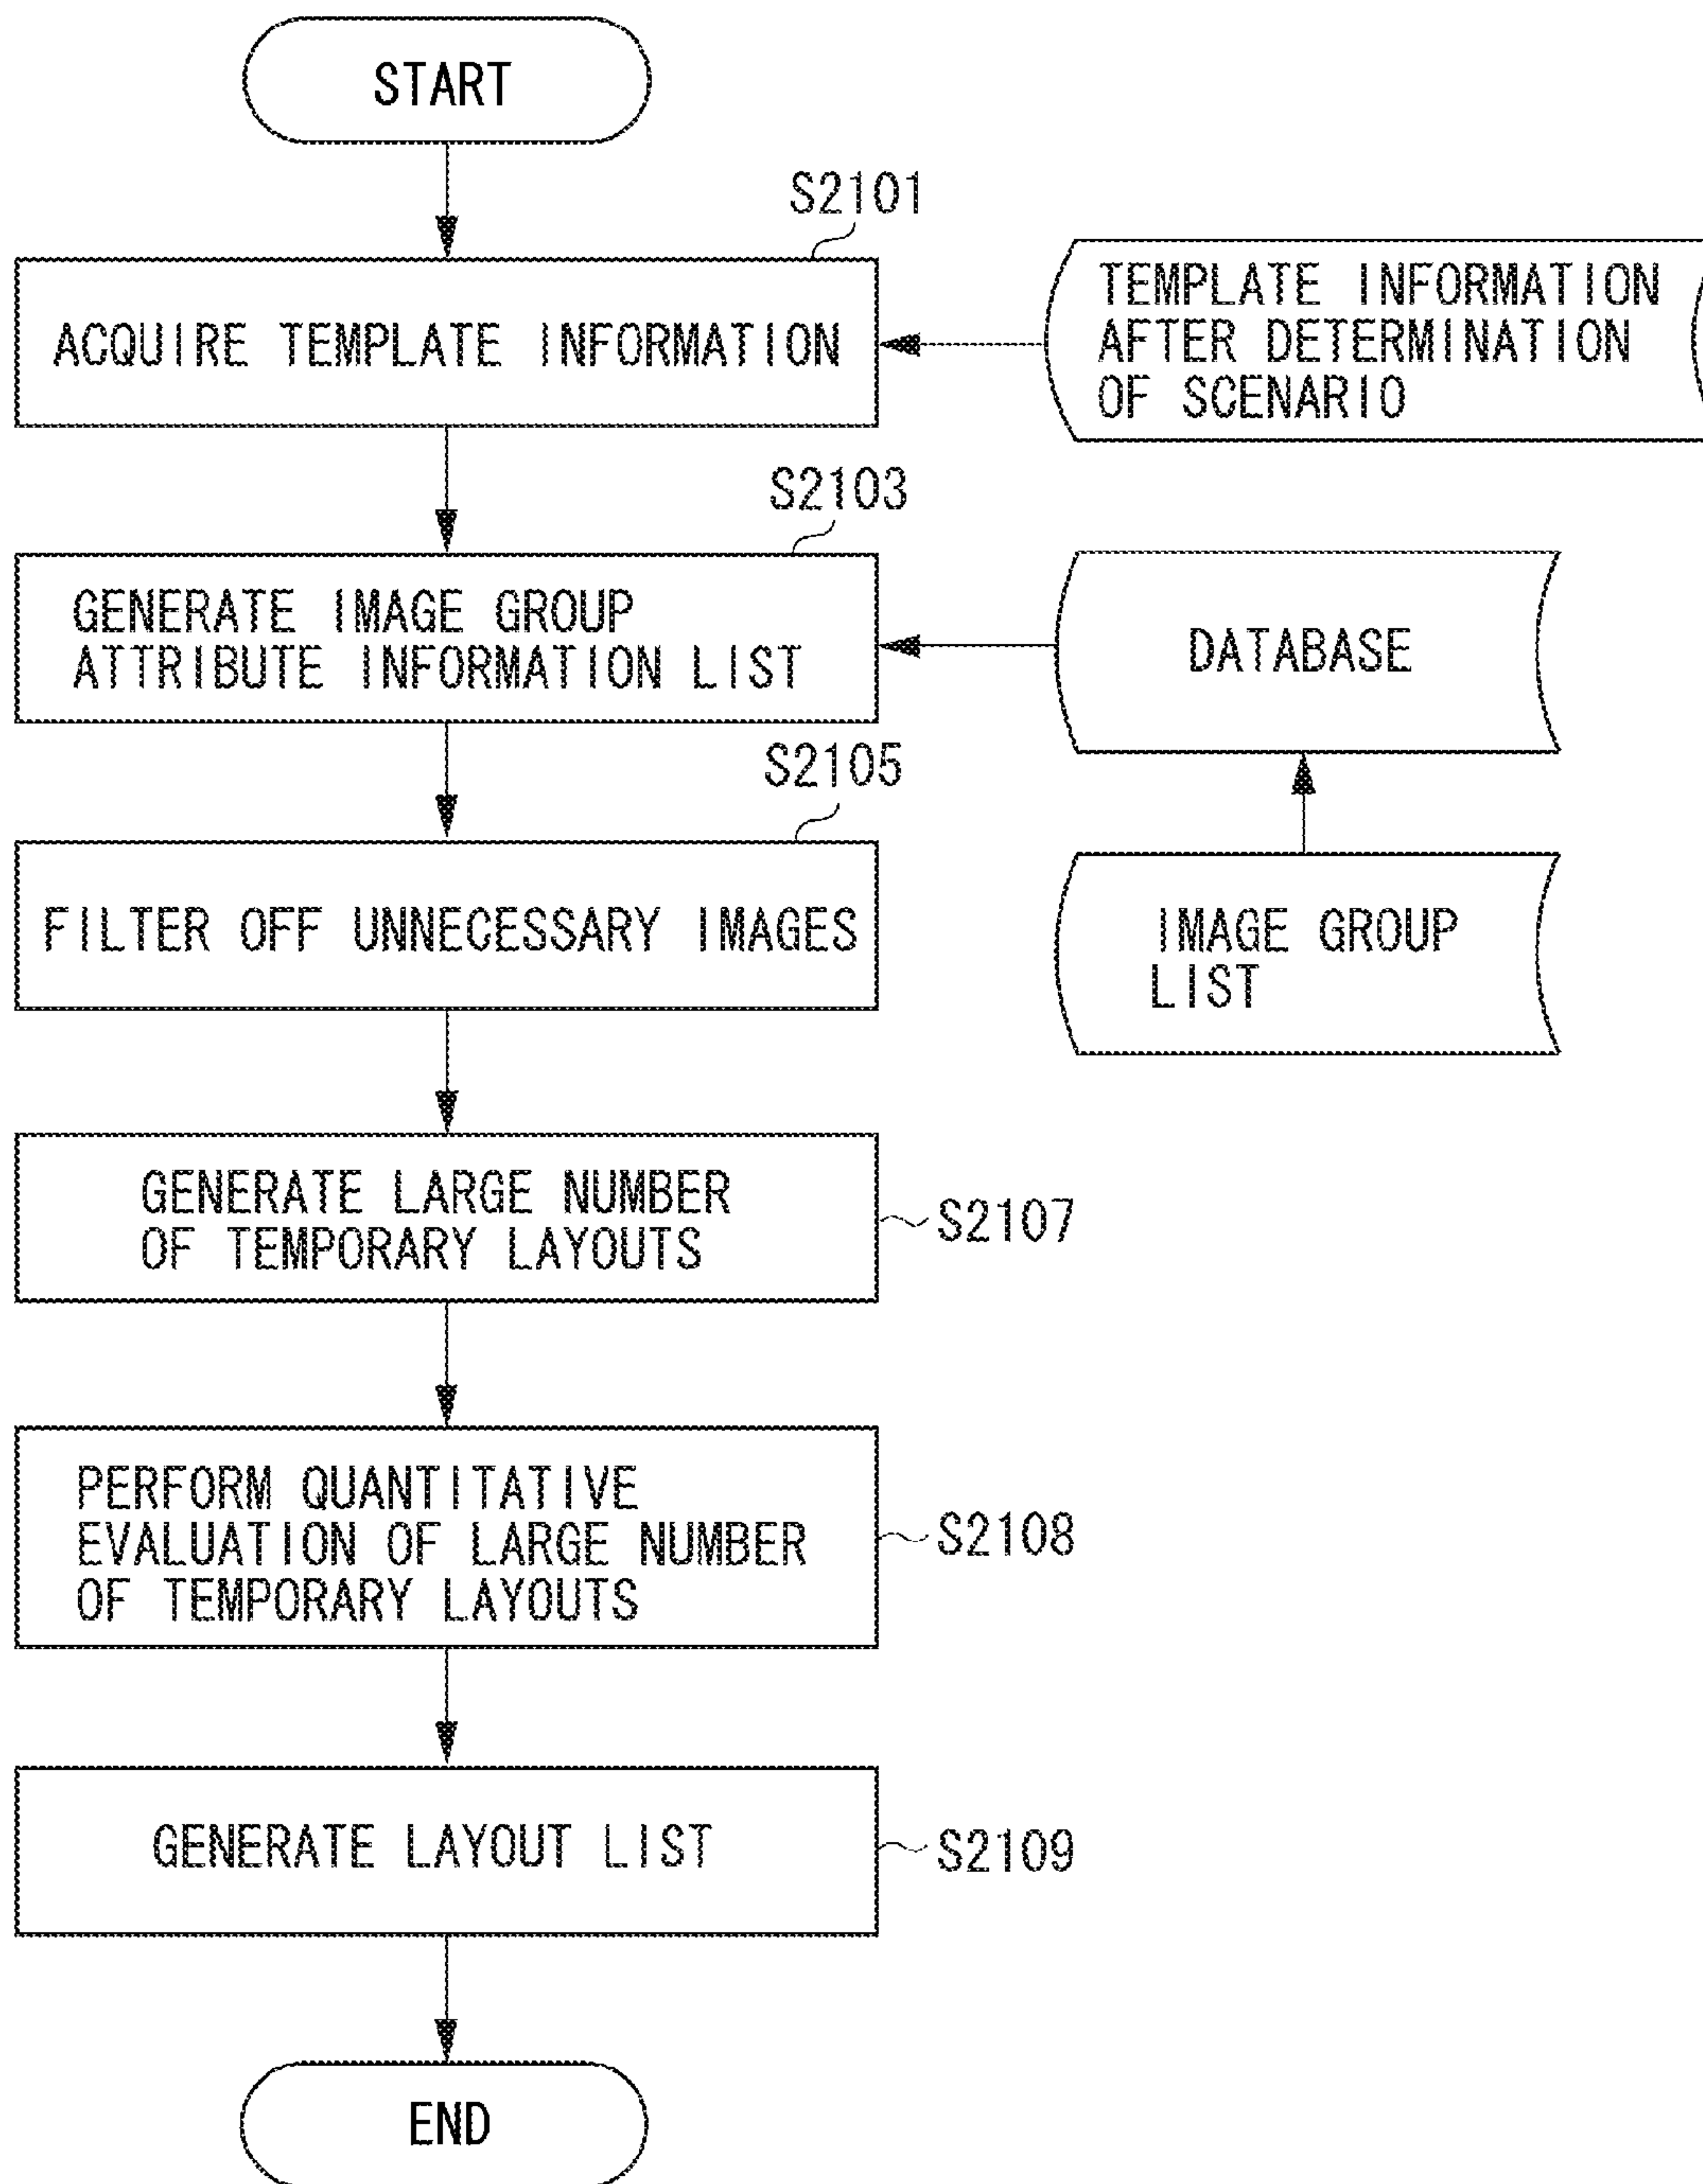 START
S2101
ACQUIRE TEMPLATE INFORMATION
TEMPLATE INFORMATION
AFTER DETERMINATION
OF SCENARIO
S2103
GENERATE IMAGE GROUP
ATTRIBUTE INFORMATION LIST
DATABASE
S2105
FILTER OFF UNNECESSARY IMAGES
IMAGE GROUP
LIST
GENERATE LARGE NUMBER
OF TEMPORARY LAYOUTS
S2107
PERFORM QUANTITATIVE
EVALUATION OF LARGE NUMBER
OF TEMPORARY LAYOUTS
S2108
GENERATE LAYOUT LIST
S2109
END